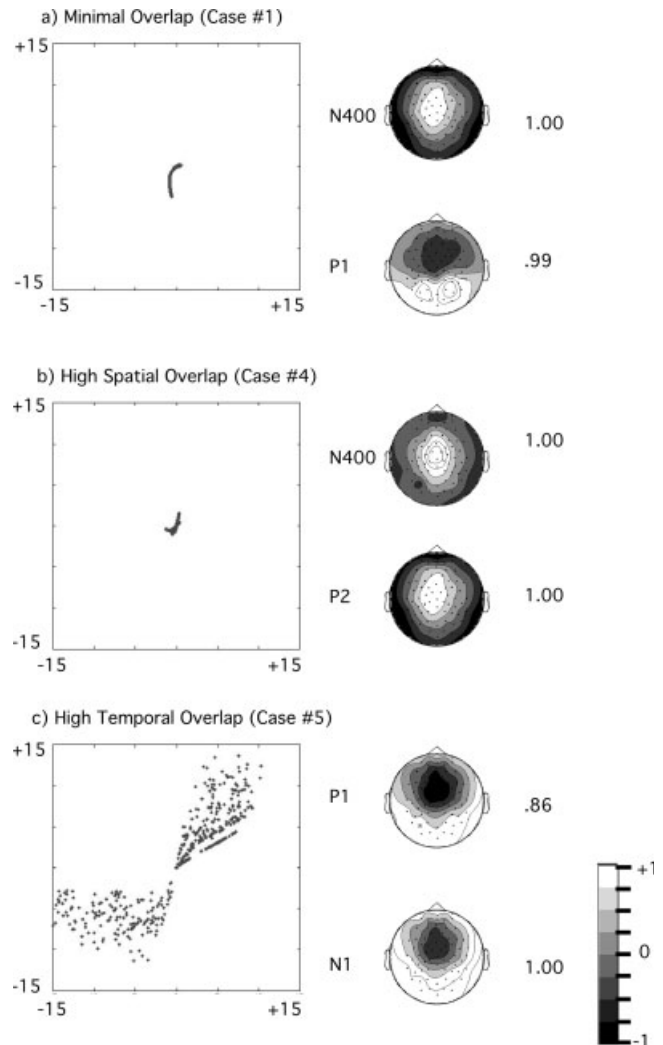 a) Minimal Overlap (Case #1)
+15
-15
-15
+15
N400
1.00
P1
.99
b) High Spatial Overlap (Case #4)
+15
-15
-15
+15
N400
1.00
P2
1.00
c) High Temporal Overlap (Case #5)
+15
-15
-15
+15
P1
.86
N1
1.00
+1
0
-1